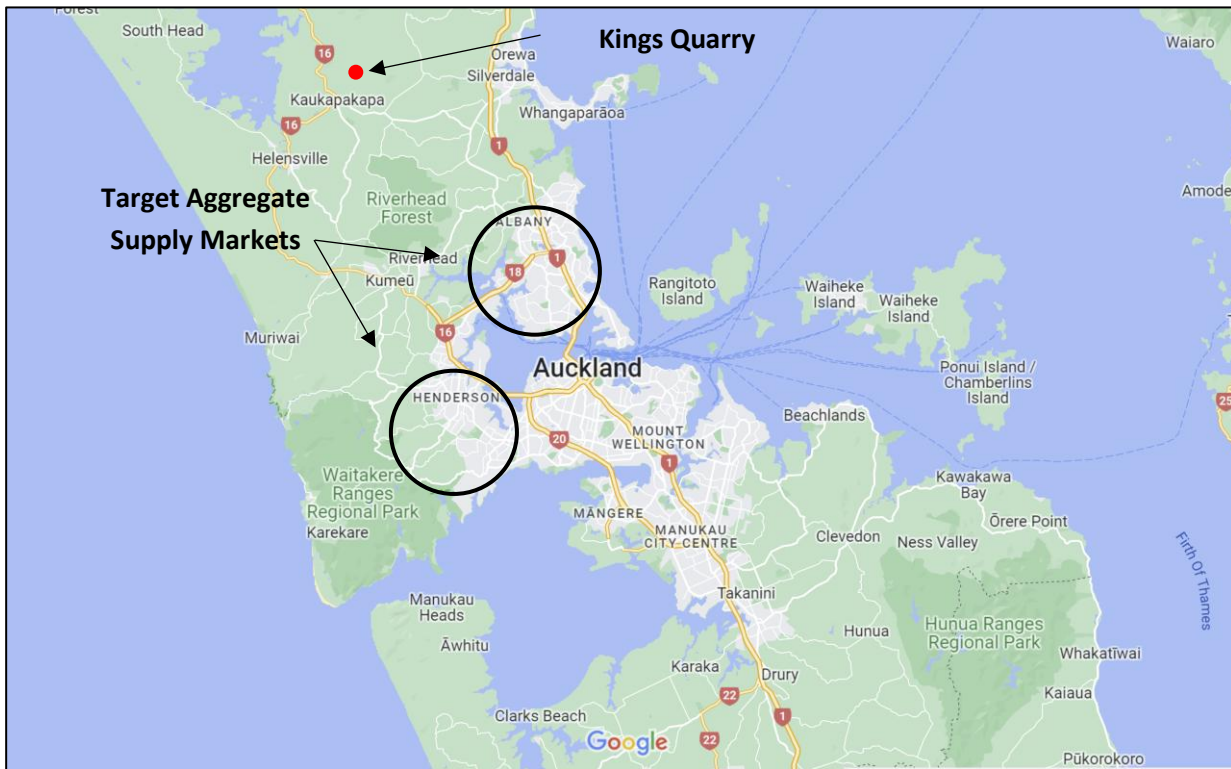 Forest
South Head
16
Kings Quarry
Orewa
Silverdale
Waiaro
Kaukapakapa
Whangaparāoa
16
1
Helensville
Target Aggregate
Supply Markets
Riverhead
Forest
ALBANY
Amode
Riverhead
18
1
Kumeū
Rangitoto
Island
Waiheke
Island
Waiheke
Island
16
Muriwai
Auckland
Ponui Island /
Chamberlins
Island
HENDERSON
25
Beachlands
MOUNT
WELLINGTON
20
1
Waitakere
Ranges
Regional Park
Kawakawa
Bay
Karekare
MĀNGERE
MANUKAU
CITY CENTRE
Clevedon
Ness Valley
Ōrere Point
Firth Of Thames
Takanini
Manukau
Heads
Āwhitu
Hunua
Hunua Ranges
Regional Park
Whakatīwai
Karaka
Drury
22
Kaiaua
Clarks Beach
Google
22
1
Pūkorokoro